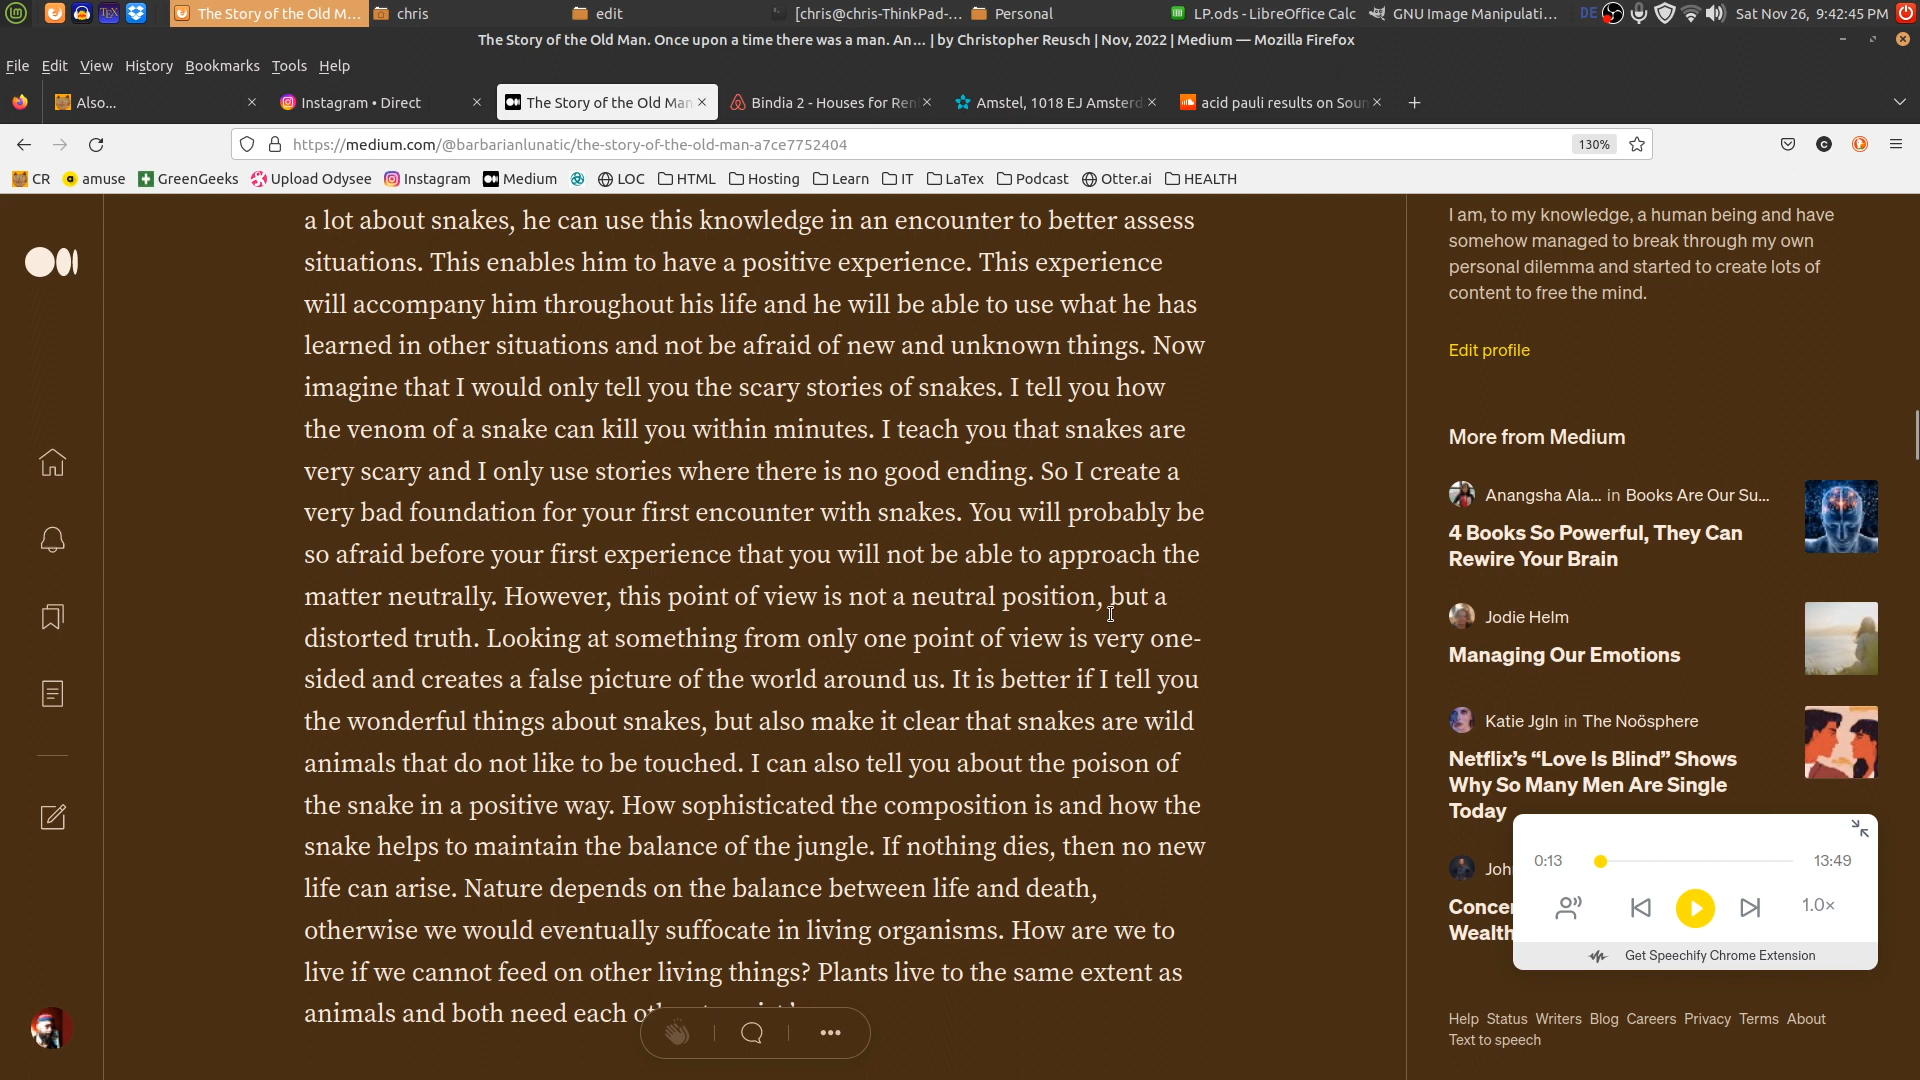 The Story of the Old M...
chris
edit
[chris@chris-ThinkPad-...
Personal
LP.ods - LibreOffice Calc
GNU Image Manipulati...
DE
Sat Nov 26, 9:42:45 PM
The Story of the Old Man. Once upon a time there was a man. An... | by Christopher Reusch | Nov, 2022 | Medium — Mozilla Firefox
File Edit View History Bookmarks Tools Help
Also...
Instagram • Direct
The Story of the Old Man
Bindia 2 - Houses for Ren
Amstel, 1018 EJ Amsterd
acid pauli results on Soun
https://medium.com/@barbarianlunatic/the-story-of-the-old-man-a7ce7752404
130%
CR amuse GreenGeeks Upload Odysee Instagram Medium LOC HTML Hosting Learn IT LaTex Podcast Otter.ai HEALTH
a lot about snakes, he can use this knowledge in an encounter to better assess
situations. This enables him to have a positive experience. This experience
will accompany him throughout his life and he will be able to use what he has
learned in other situations and not be afraid of new and unknown things. Now
imagine that I would only tell you the scary stories of snakes. I tell you how
the venom of a snake can kill you within minutes. I teach you that snakes are
very scary and I only use stories where there is no good ending. So I create a
very bad foundation for your first encounter with snakes. You will probably be
so afraid before your first experience that you will not be able to approach the
matter neutrally. However, this point of view is not a neutral position, but a
distorted truth. Looking at something from only one point of view is very one-
sided and creates a false picture of the world around us. It is better if I tell you
the wonderful things about snakes, but also make it clear that snakes are wild
animals that do not like to be touched. I can also tell you about the poison of
the snake in a positive way. How sophisticated the composition is and how the
snake helps to maintain the balance of the jungle. If nothing dies, then no new
life can arise. Nature depends on the balance between life and death,
otherwise we would eventually suffocate in living organisms. How are we to
live if we cannot feed on other living things? Plants live to the same extent as
animals and both need each
I am, to my knowledge, a human being and have
somehow managed to break through my own
personal dilemma and started to create lots of
content to free the mind.
Edit profile
More from Medium
Anangsha Ala... in Books Are Our Su...
4 Books So Powerful, They Can
Rewire Your Brain
Jodie Helm
Managing Our Emotions
Katie Jgln in The Noösphere
Netflix’s “Love Is Blind” Shows
Why So Many Men Are Single
Today
0:13
13:49
1.0×
Get Speechify Chrome Extension
Help Status Writers Blog Careers Privacy Terms About
Text to speech